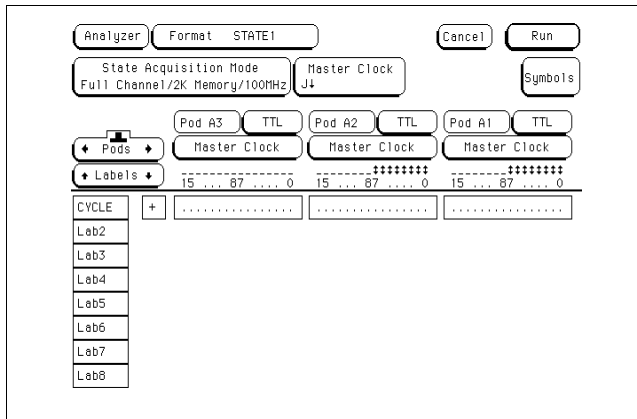 Analyzer Format STATE1 Cancel Run
State Acquisition Mode
Full Channel/2K Memory/100MHz
Master Clock
J↓
Symbols
Pod A3 TTL Pod A2 TTL Pod A1 TTL
← Pods → Master Clock Master Clock Master Clock
↑ Labels ↓
15 ... 87 .... 0 15 ... 87 .... 0 15 ... 87 .... 0
CYCLE + ................ ................ ................
Lab2
Lab3
Lab4
Lab5
Lab6
Lab7
Lab8